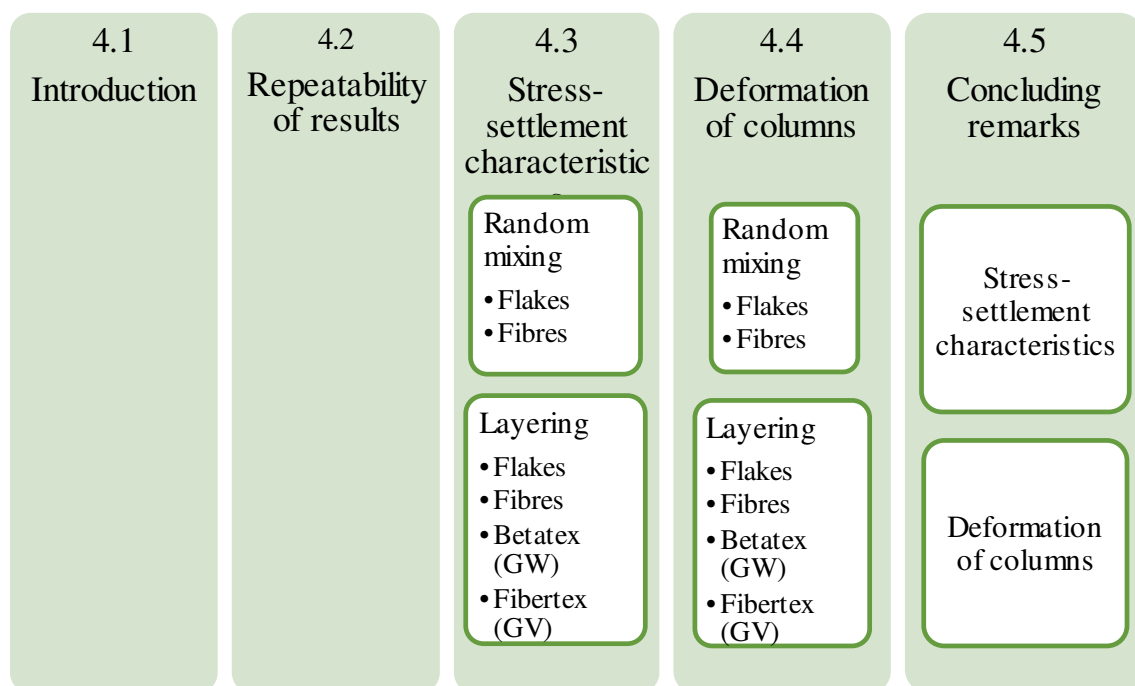 4.1
Introduction
4.2
Repeatability
of results
4.3
Stress-
settlement
characteristic
Random
mixing
• Flakes
• Fibres
Layering
• Flakes
• Fibres
• Betatex
(GW)
• Fibertex
(GV)
4.4
Deformation
of columns
Random
mixing
• Flakes
• Fibres
Layering
• Flakes
• Fibres
• Betatex
(GW)
• Fibertex
(GV)
4.5
Concluding
remarks
Stress-
settlement
characteristics
Deformation
of columns